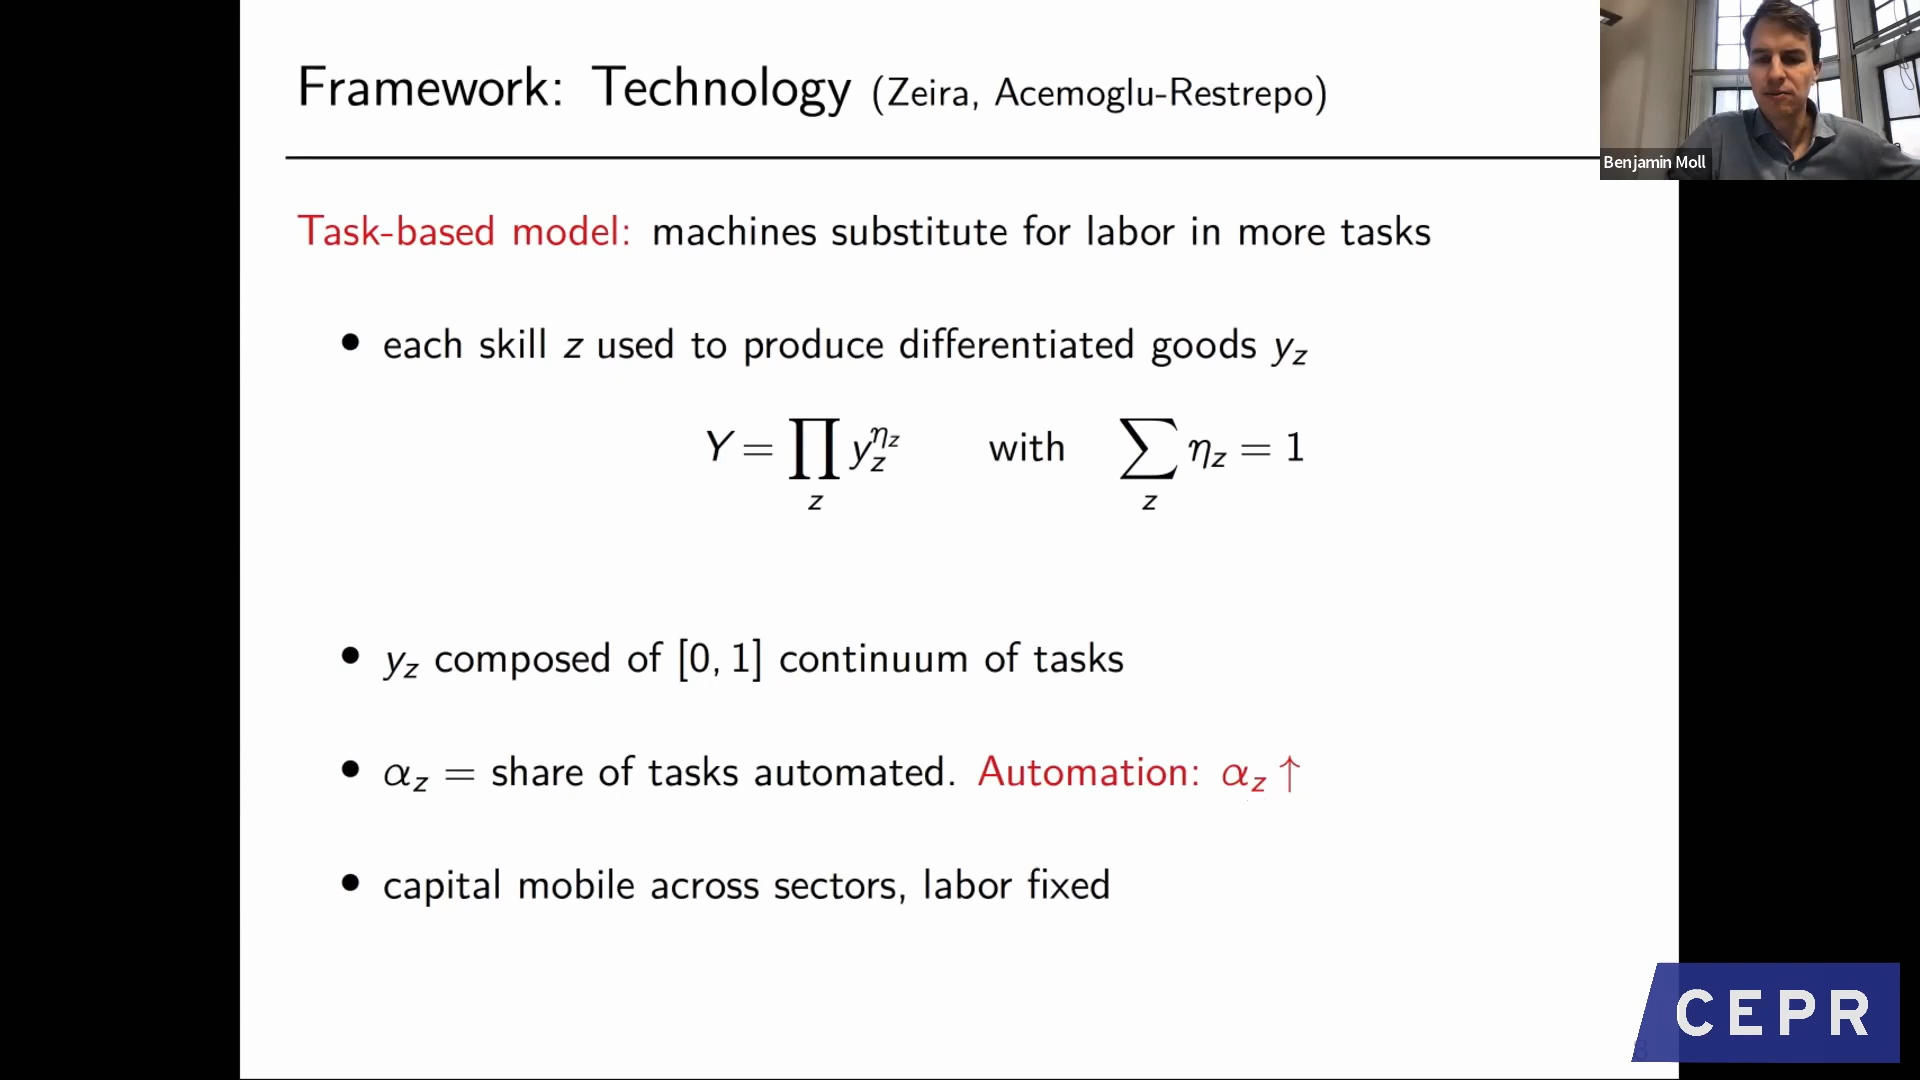 Framework: Technology (Zeira, Acemoglu-Restrepo)
Benjamin Moll
Task-based model: machines substitute for labor in more tasks
• each skill z used to produce differentiated goods y_z
Y = ∏_z y_z^{η_z} with ∑_z η_z = 1
• y_z composed of [0, 1] continuum of tasks
• α_z = share of tasks automated. Automation: α_z ↑
• capital mobile across sectors, labor fixed
CEPR